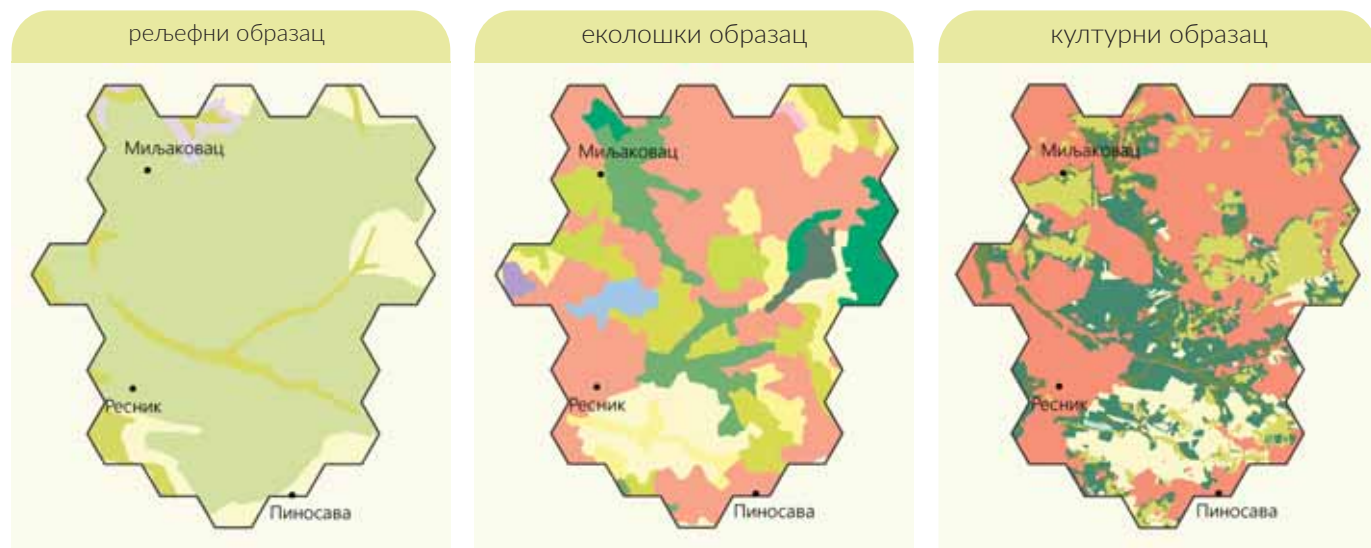 рељефни образац
еколошки образац
културни образац
Миљаковац
Ресник
Пиносава
Миљаковац
Ресник
Пиносава
Миљаковац
Ресник
Пиносава